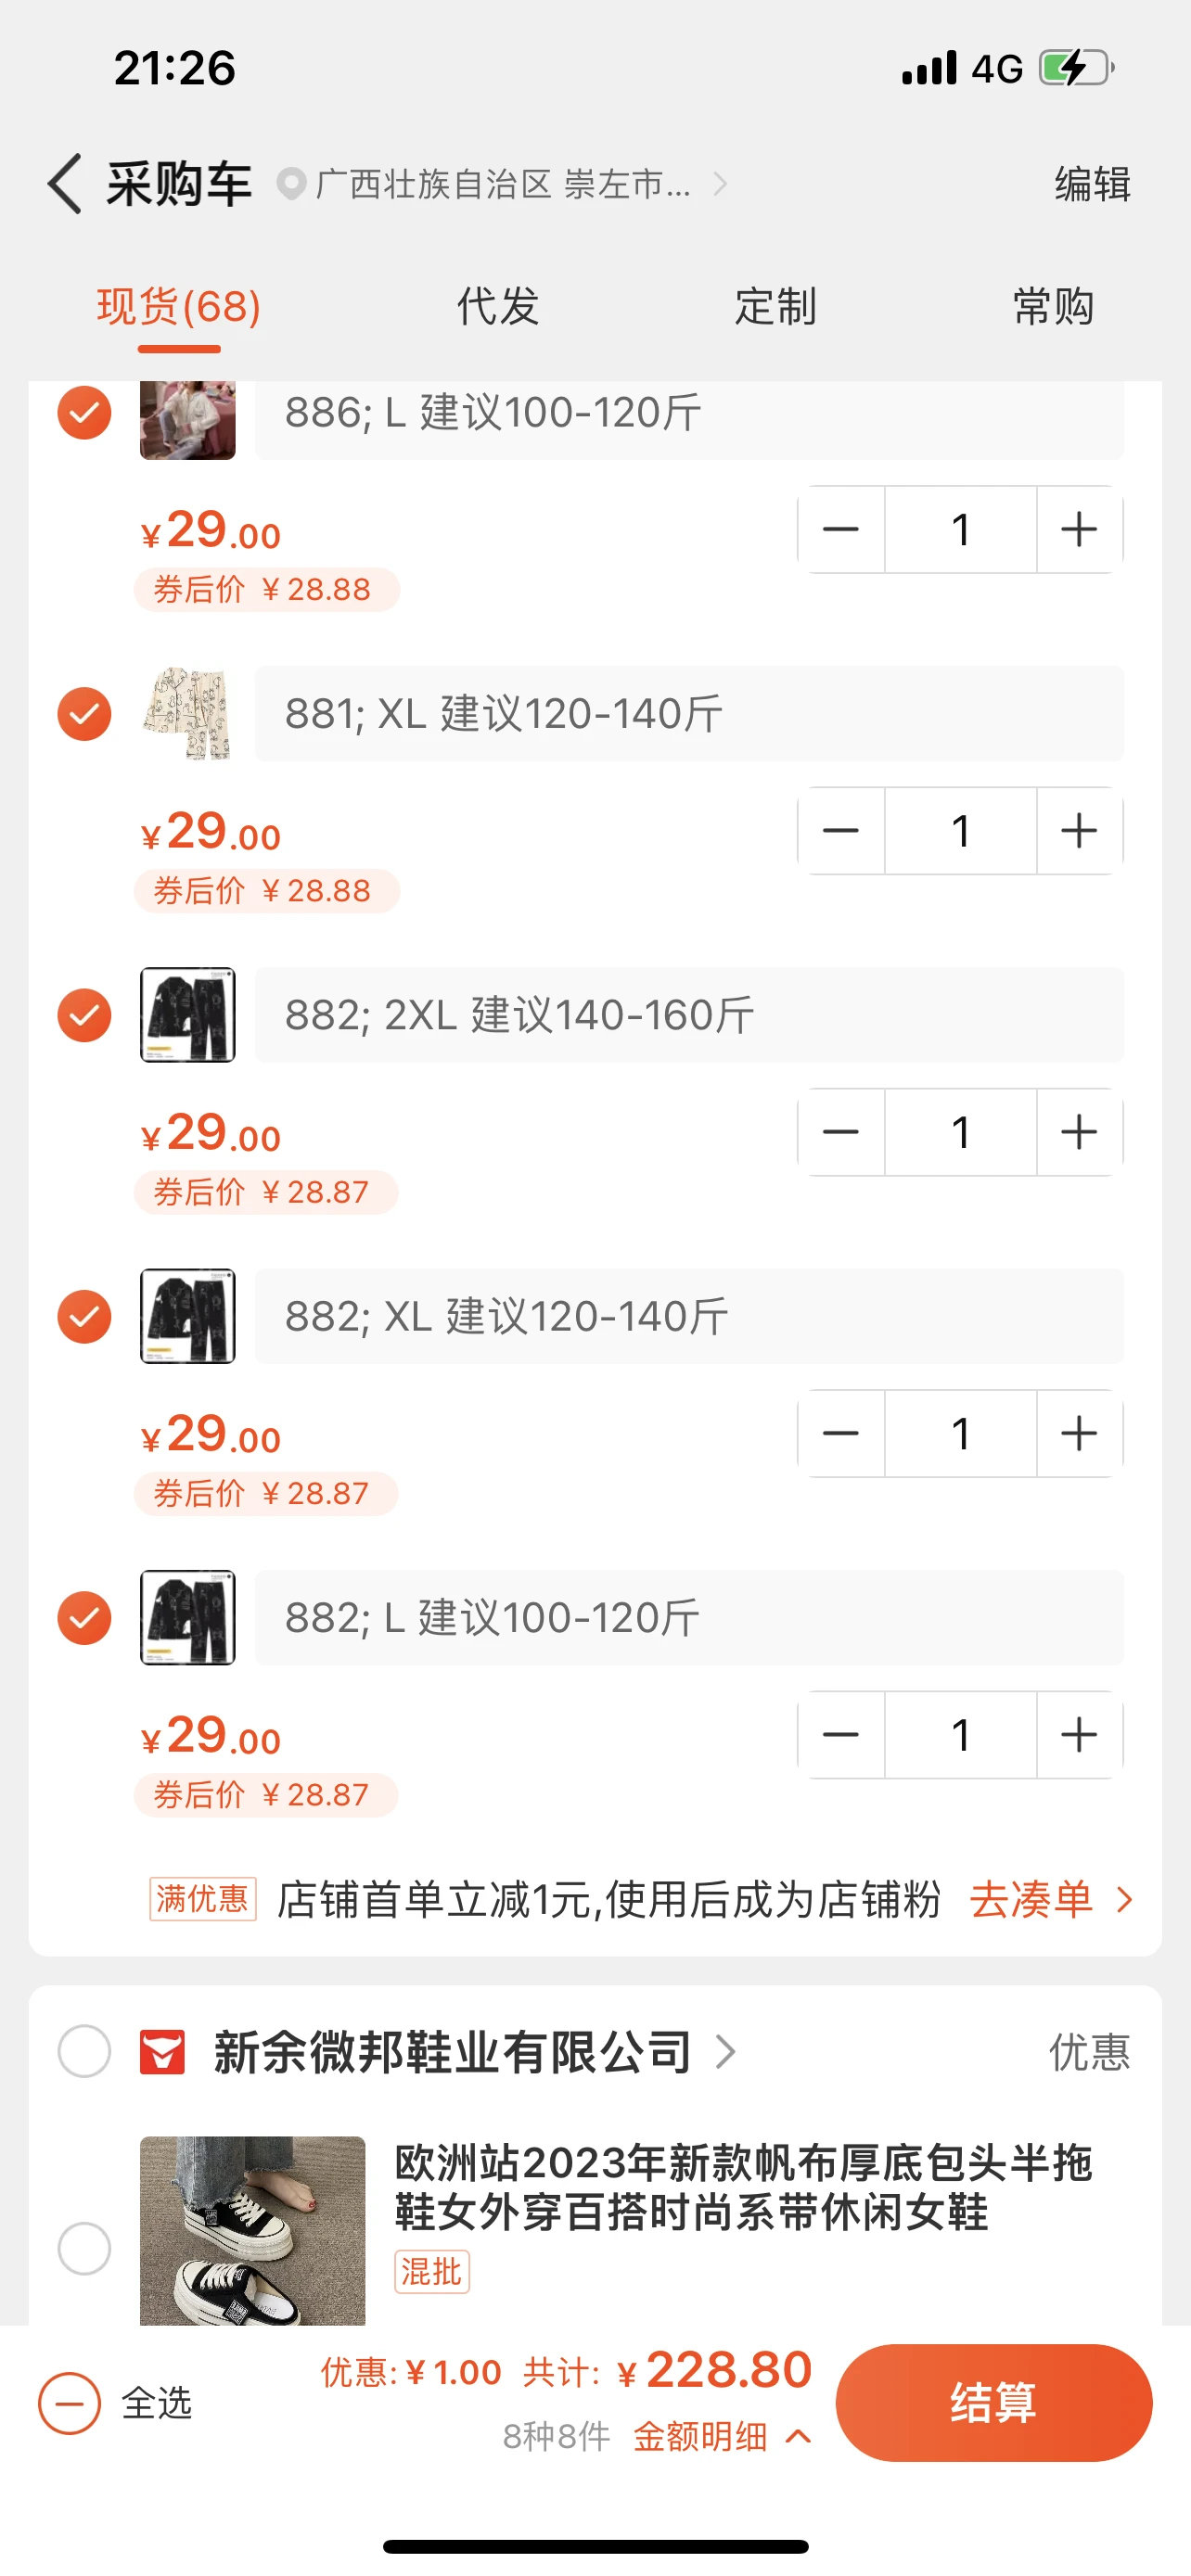 21:26
4G
采购车
广西壮族自治区 崇左市...
编辑
现货(68)
代发
定制
常购
886; L 建议100-120斤
¥29.00
1
券后价 ¥28.88
881; XL 建议120-140斤
¥29.00
1
券后价 ¥28.88
882; 2XL 建议140-160斤
¥29.00
1
券后价 ¥28.87
882; XL 建议120-140斤
¥29.00
1
券后价 ¥28.87
882; L 建议100-120斤
¥29.00
1
券后价 ¥28.87
满优惠 店铺首单立减1元,使用后成为店铺粉 去凑单
新余微邦鞋业有限公司
优惠
欧洲站2023年新款帆布厚底包头半拖
鞋女外穿百搭时尚系带休闲女鞋
混批
全选
优惠:¥1.00 共计: ¥228.80
8种8件 金额明细
结算